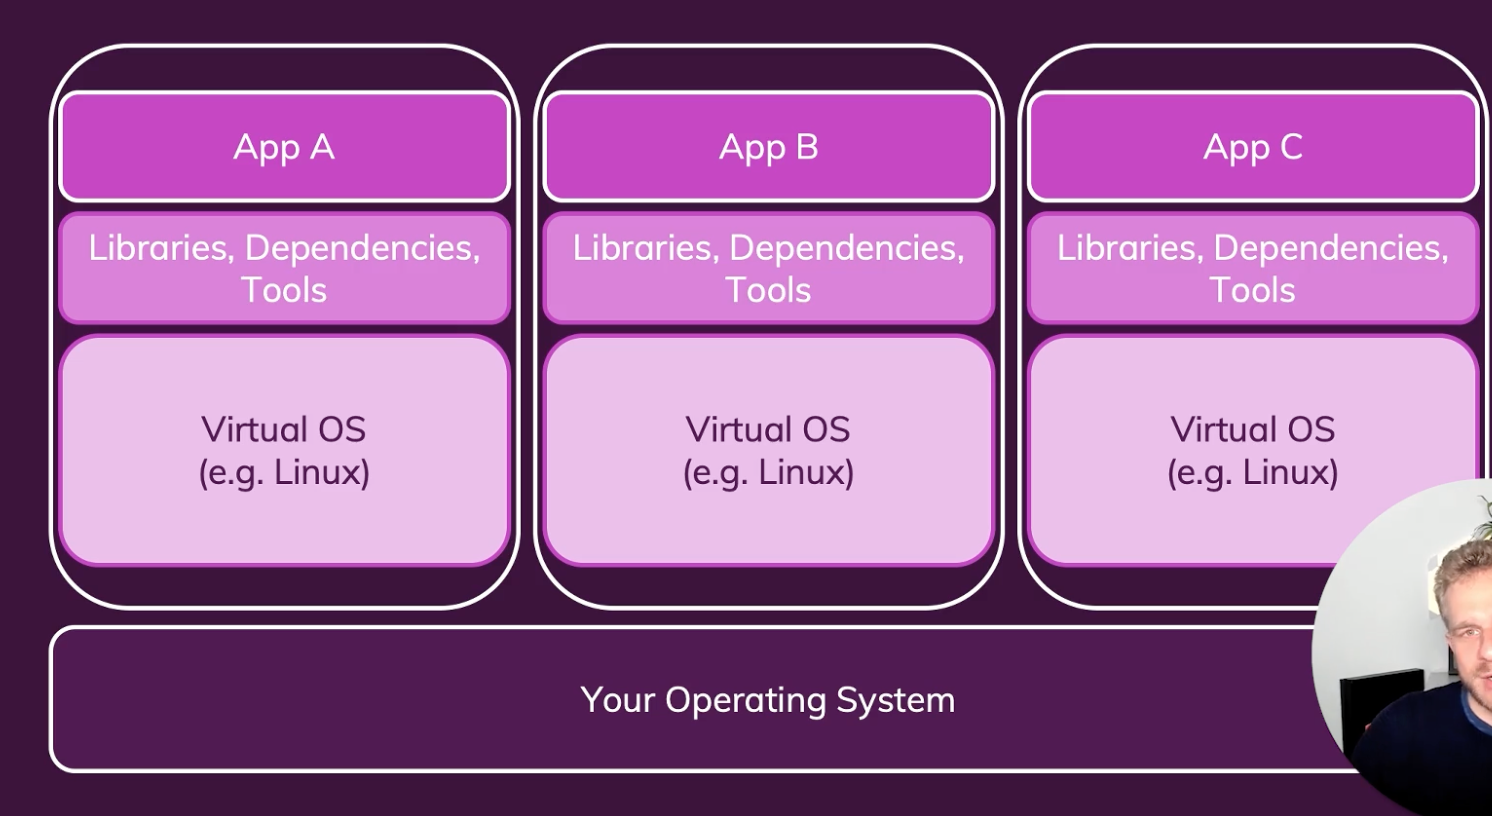 App A
App B
App C
Libraries, Dependencies,
Tools
Libraries, Dependencies,
Tools
Libraries, Dependencies,
Tools
Virtual OS
(e.g. Linux)
Virtual OS
(e.g. Linux)
Virtual OS
(e.g. Linux)
Your Operating System